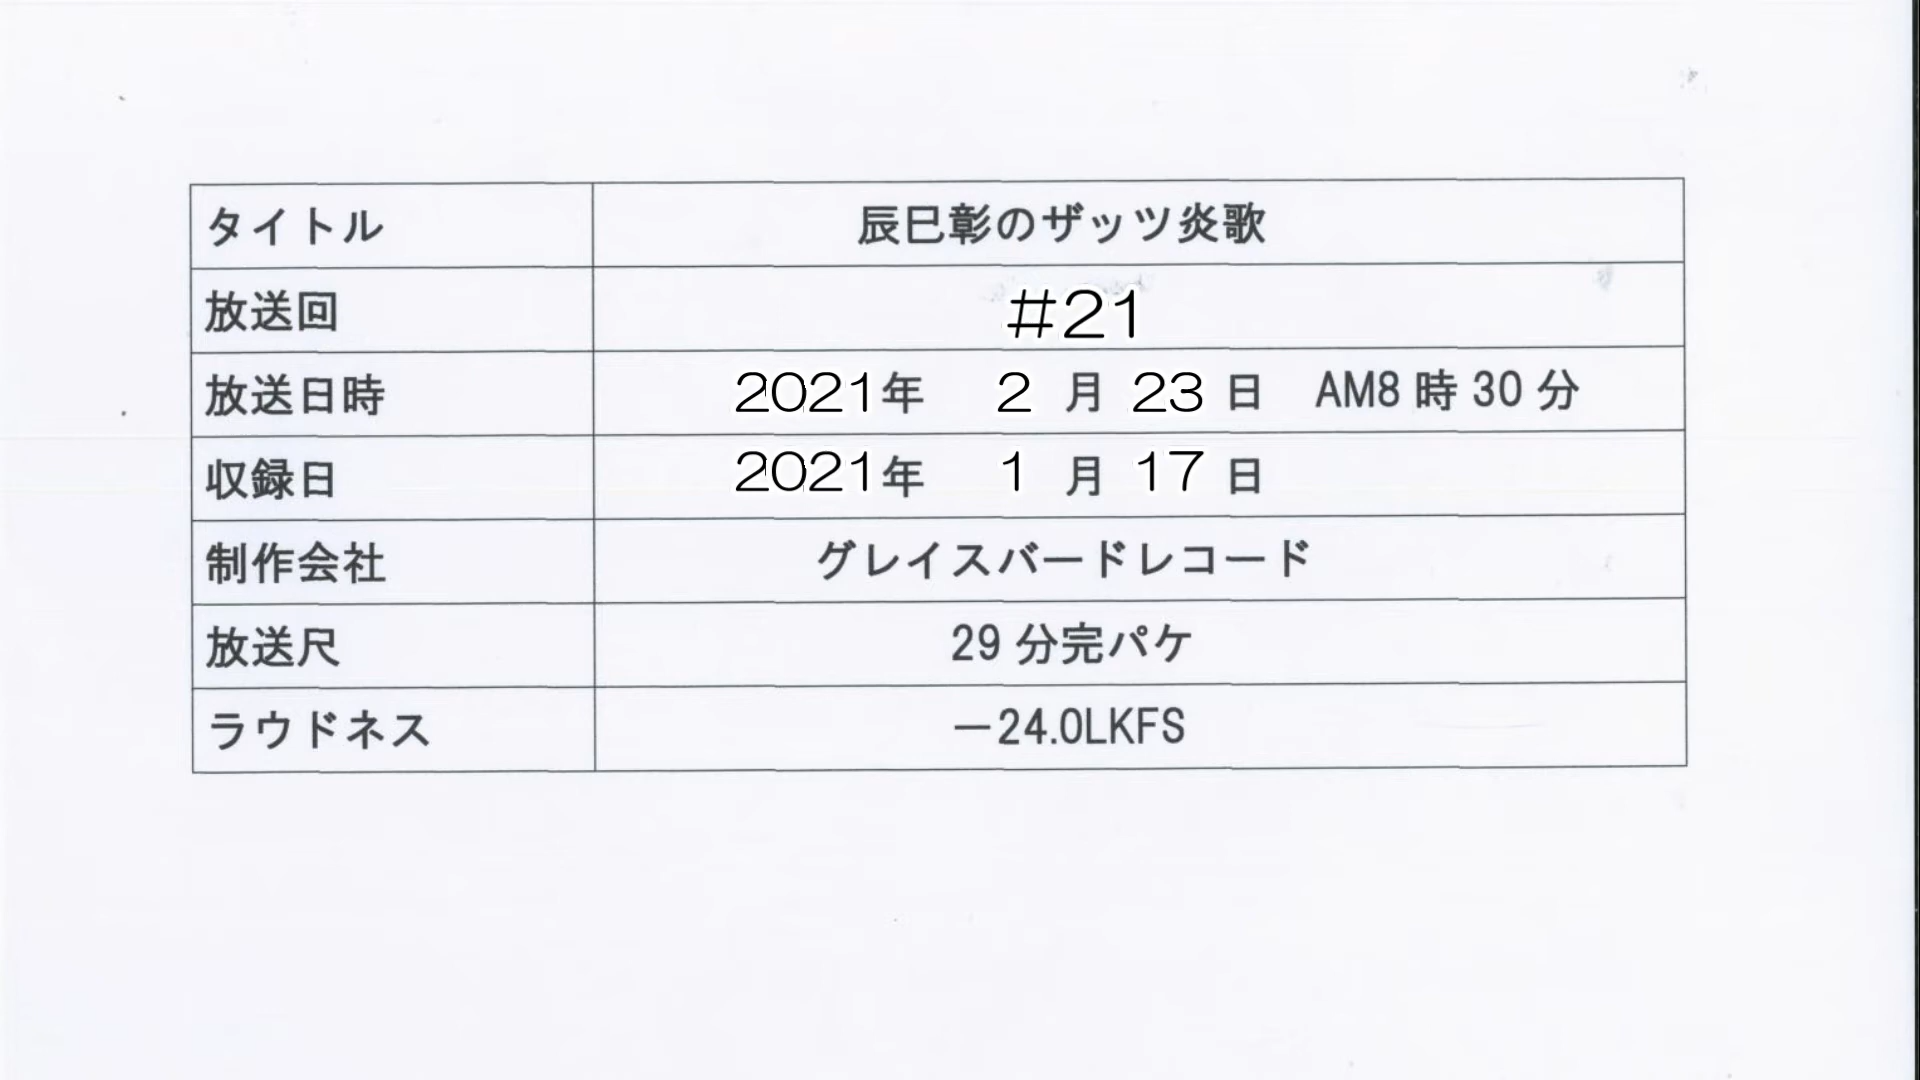 タイトル 辰巳彰のザッツ炎歌
放送回 #21
放送日時 2021年 2 月 23 日 AM8 時 30 分
収録日 2021年 1 月 17 日
制作会社 グレイスバードレコード
放送尺 29 分完パケ
ラウドネス −24.0LKFS